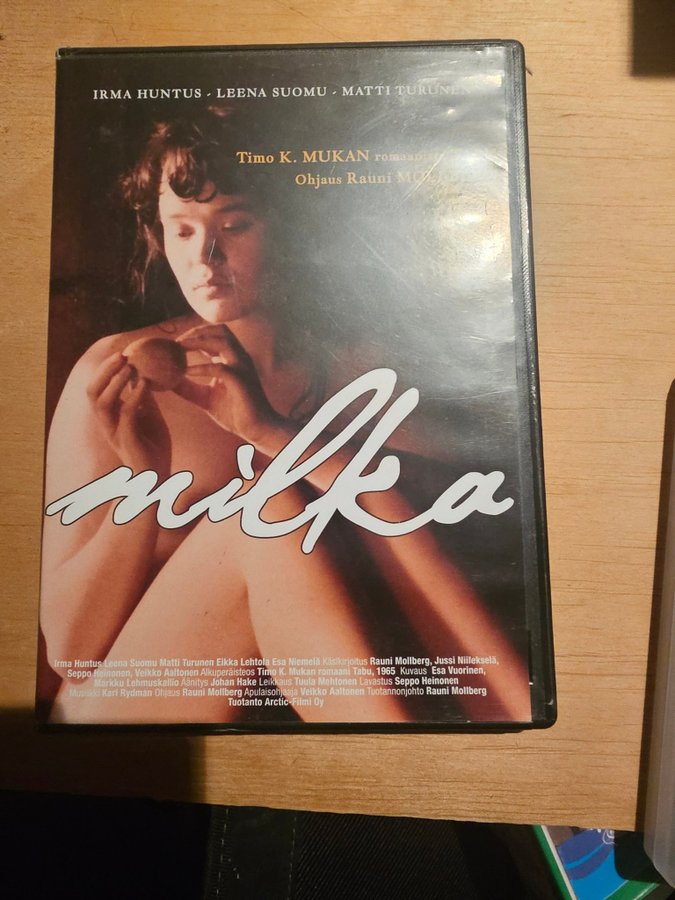 IRMA HUNTUS - LEENA SUOMU - MATTI TURUNEN
Timo K. MUKAN
Ohjaus Rauni
milka
Irma Huntus Leena Suomu Matti Turunen Eikka Lehtola Esa Niemelä Käsikirjoitus Rauni Mollberg, Jussi Niilekselä,
Seppo Heinonen, Veikko Aaltonen Alkuperäisteos Timo K. Mukan romaani Tabu, 1965 Kuvaus Esa Vuorinen,
Markku Lehmuskallio Äänitys Johan Hake Leikkaus Tuula Mehtonen Lavastus Seppo Heinonen
Musiikki Kari Rydman Ohjaus Rauni Mollberg Apulaisohjaaja Veikko Aaltonen Tuotannonjohto Rauni Mollberg
Tuotanto Arctic-Filmi Oy